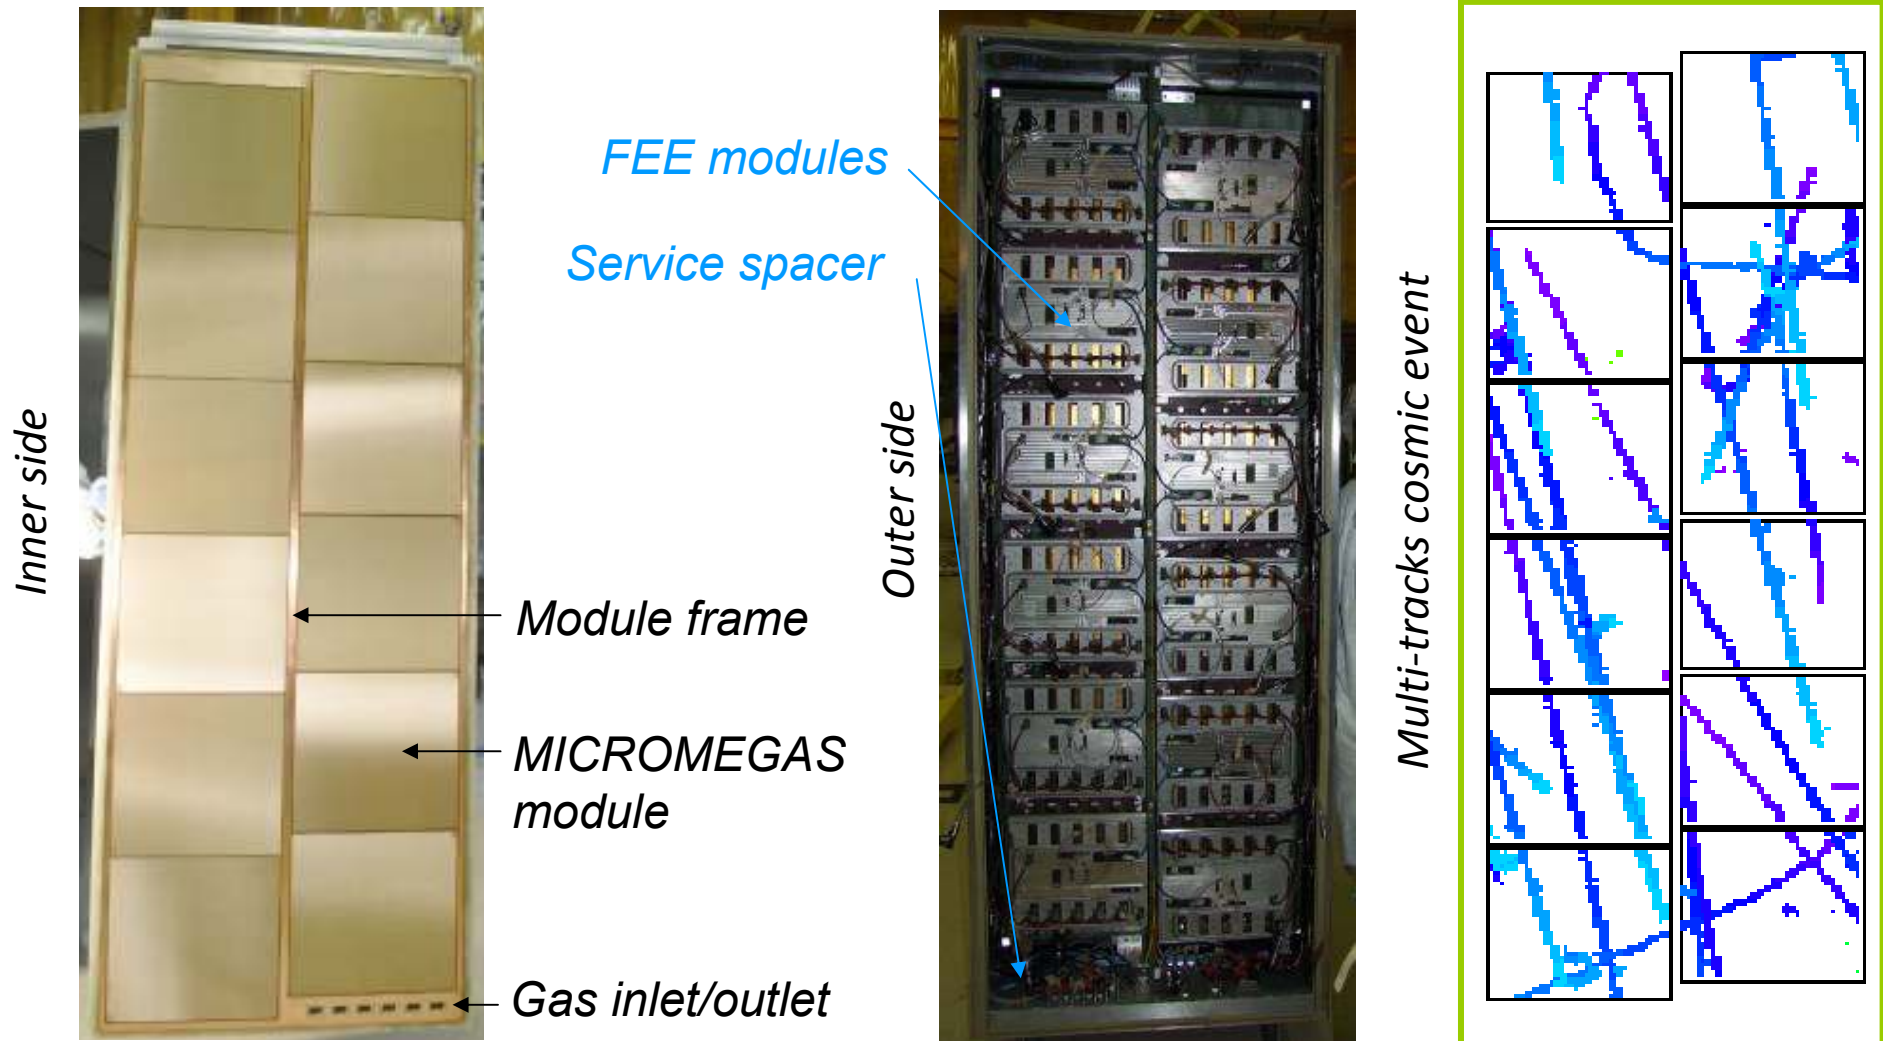 Inner side
Module frame
MICROMEGAS
module
Gas inlet/outlet
FEE modules
Service spacer
Outer side
Multi-tracks cosmic event